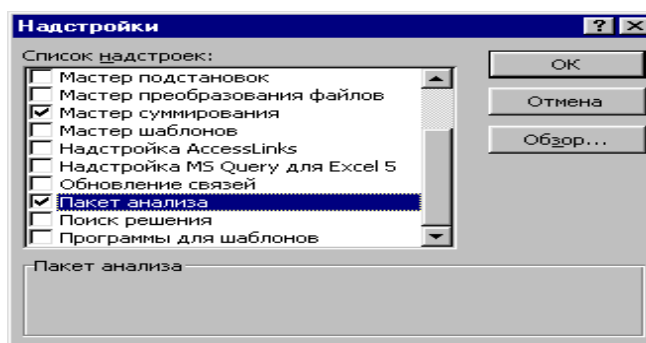 Надстройки
Список надстроек:
Мастер подстановок
Мастер преобразования файлов
Мастер суммирования
Мастер шаблонов
Надстройка AccessLinks
Надстройка MS Query для Excel 5
Обновление связей
Пакет анализа
Поиск решения
Программы для шаблонов
OK
Отмена
Обзор...
Пакет анализа